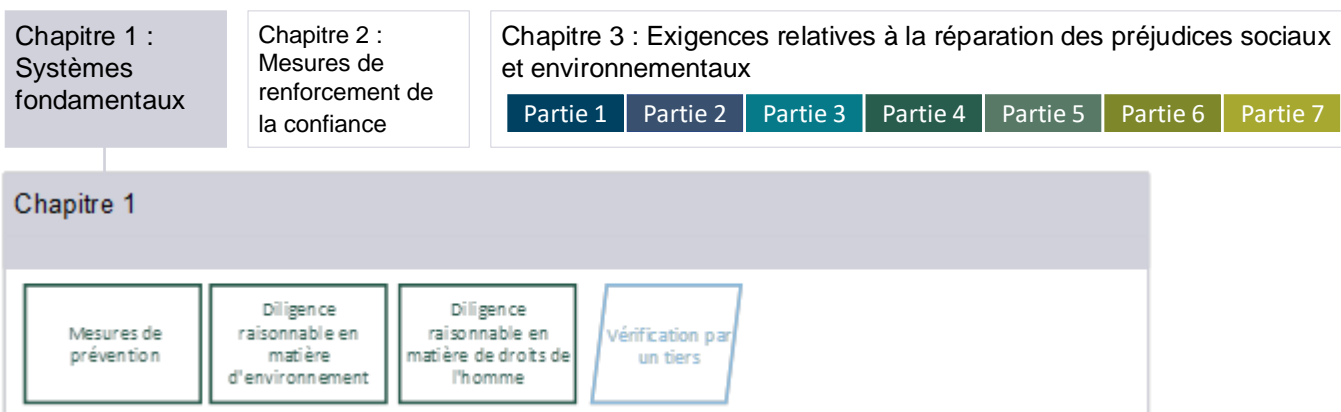 Chapitre 1 :
Systèmes
fondamentaux
Chapitre 2 :
Mesures de
renforcement de
la confiance
Chapitre 3 : Exigences relatives à la réparation des préjudices sociaux
et environnementaux
Partie 1
Partie 2
Partie 3
Partie 4
Partie 5
Partie 6
Partie 7
Chapitre 1
Mesures de
prévention
Diligence
raisonnable en
matière
d'environnement
Diligence
raisonnable en
matière de droits de
l'homme
Vérification par
un tiers